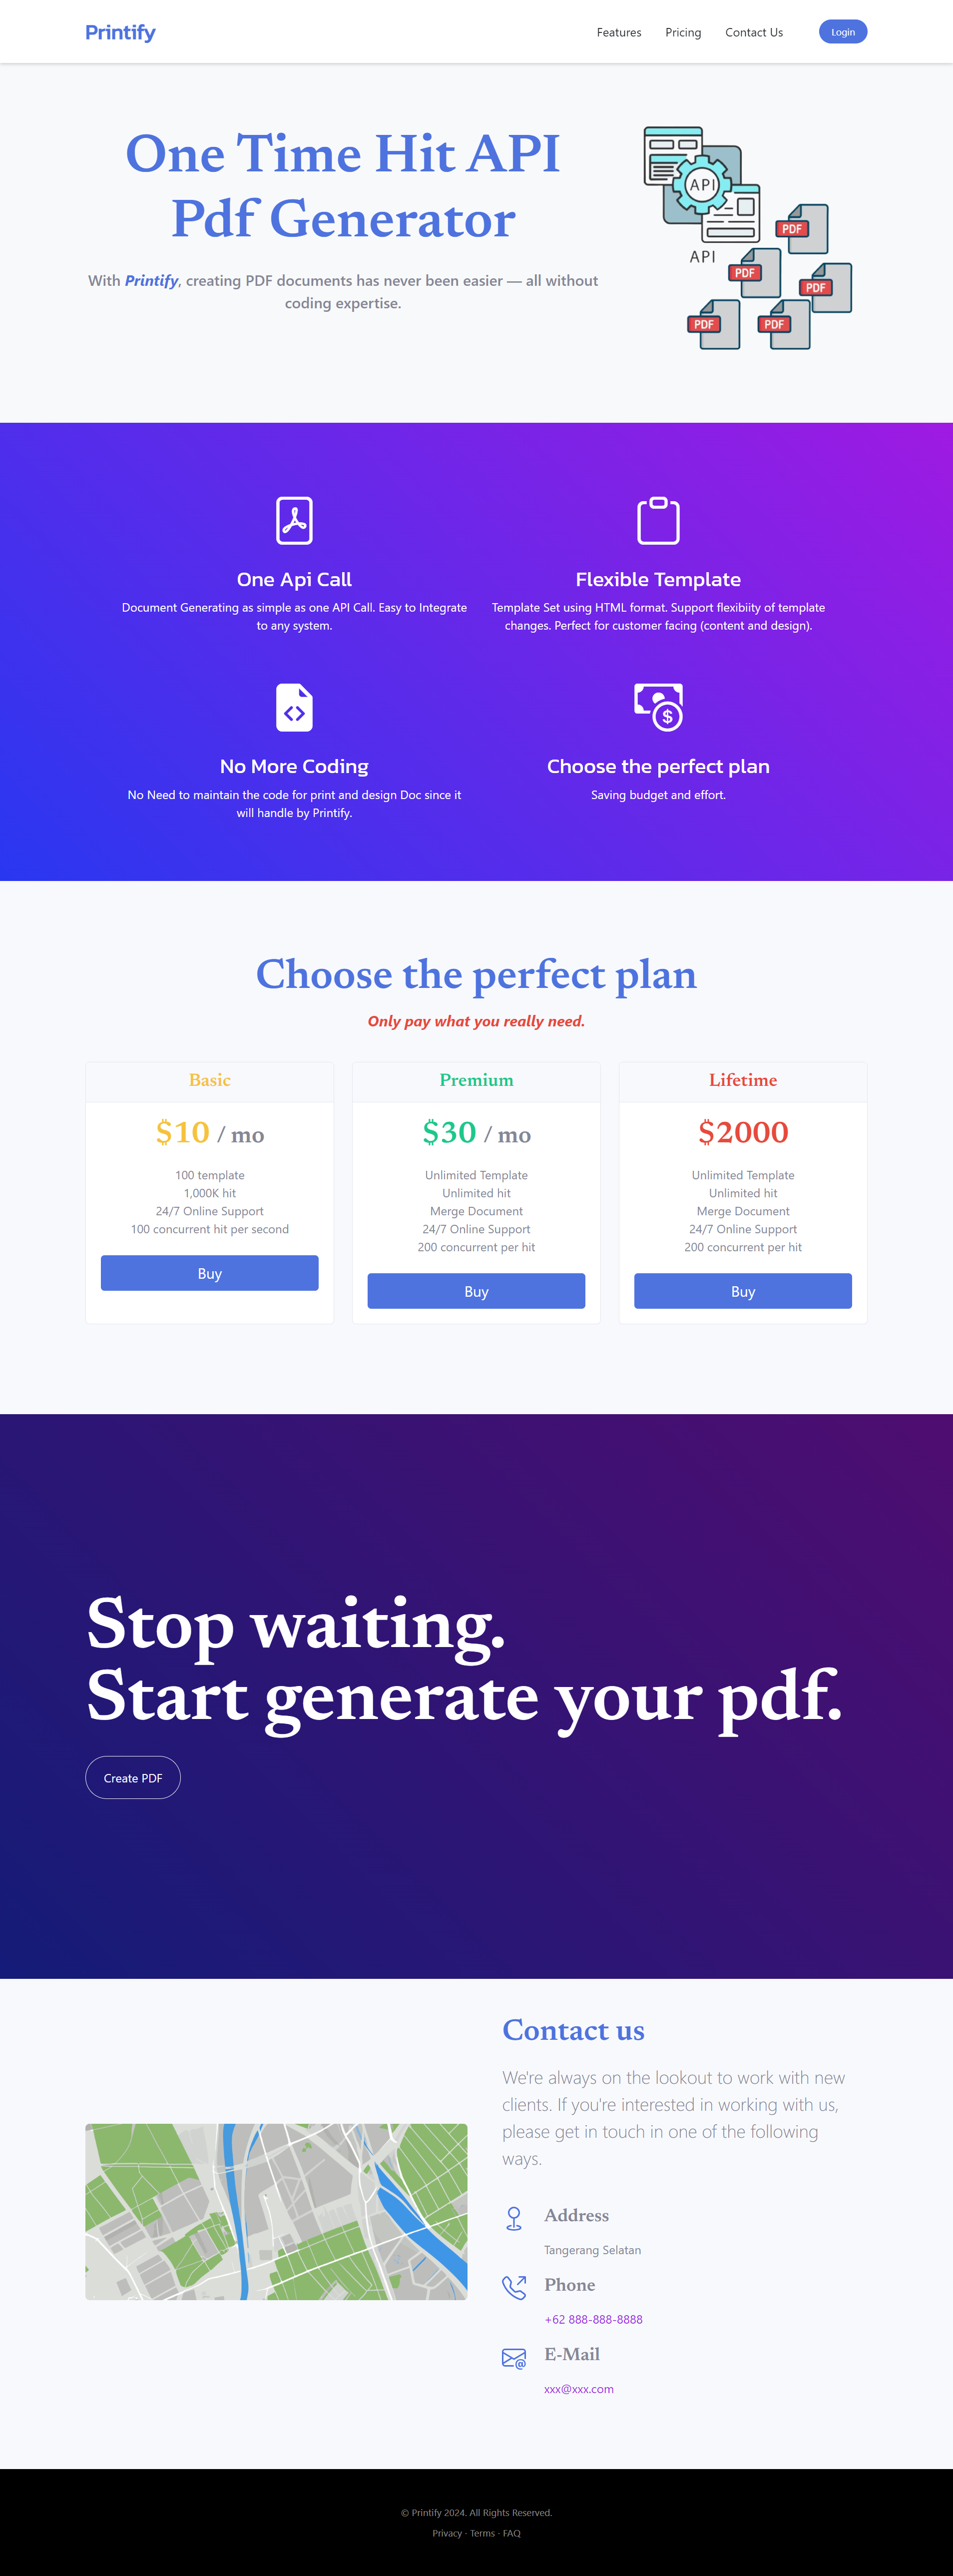 Printify
Features Pricing Contact Us Login
One Time Hit API
Pdf Generator
With Printify, creating PDF documents has never been easier — all without
coding expertise.
API
API
PDF
PDF
PDF
PDF
PDF
One Api Call
Document Generating as simple as one API Call. Easy to Integrate
to any system.
Flexible Template
Template Set using HTML format. Support flexibiity of template
changes. Perfect for customer facing (content and design).
No More Coding
No Need to maintain the code for print and design Doc since it
will handle by Printify.
Choose the perfect plan
Saving budget and effort.
Choose the perfect plan
Only pay what you really need.
Basic
$10 / mo
100 template
1,000K hit
24/7 Online Support
100 concurrent hit per second
Buy
Premium
$30 / mo
Unlimited Template
Unlimited hit
Merge Document
24/7 Online Support
200 concurrent per hit
Buy
Lifetime
$2000
Unlimited Template
Unlimited hit
Merge Document
24/7 Online Support
200 concurrent per hit
Buy
Stop waiting.
Start generate your pdf.
Create PDF
Contact us
We're always on the lookout to work with new
clients. If you're interested in working with us,
please get in touch in one of the following
ways.
Address
Tangerang Selatan
Phone
+62 888-888-8888
E-Mail
xxx@xxx.com
© Printify 2024. All Rights Reserved.
Privacy · Terms · FAQ